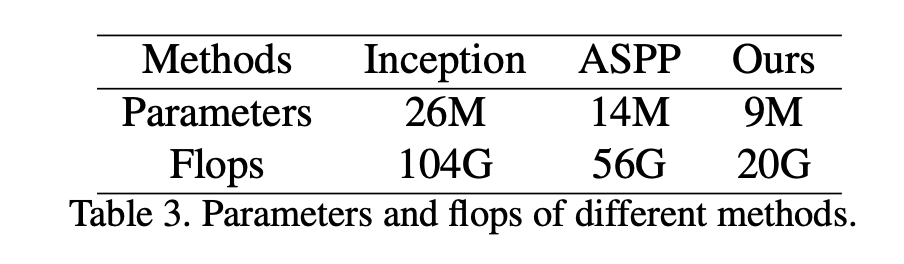 Methods Inception ASPP Ours
Parameters 26M 14M 9M
Flops 104G 56G 20G
Table 3. Parameters and flops of different methods.